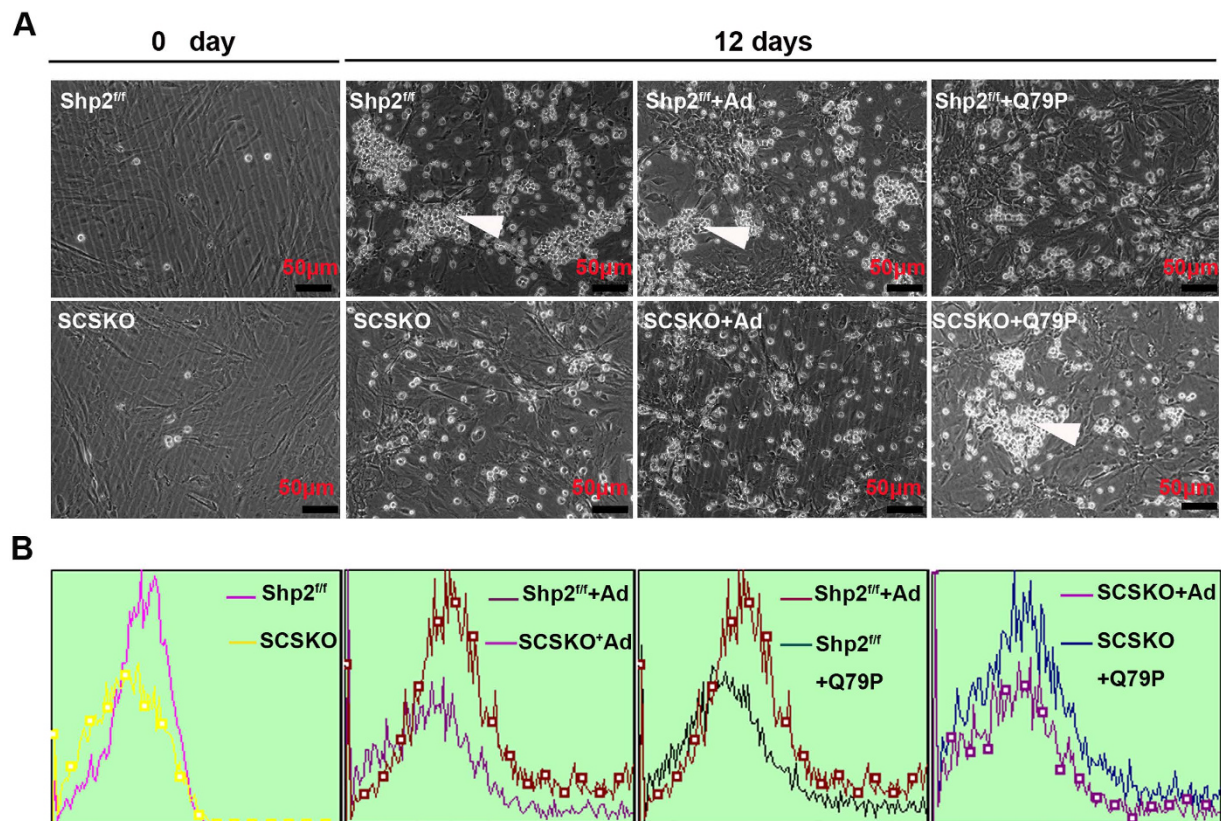 A
0 day
12 days
Shp2f/f
Shp2f/f
Shp2f/f+Ad
Shp2f/f+Q79P
50μm
50μm
50μm
50μm
SCSKO
SCSKO
SCSKO+Ad
SCSKO+Q79P
50μm
50μm
50μm
50μm
B
Shp2f/f
SCSKO
Shp2f/f+Ad
SCSKO+Ad
Shp2f/f+Ad
Shp2f/f
+Q79P
SCSKO+Ad
SCSKO
+Q79P